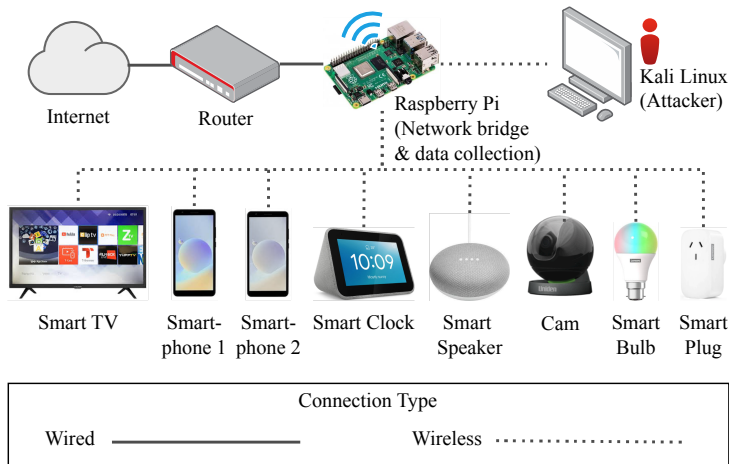 Internet
Router
Raspberry Pi
(Network bridge
& data collection)
Kali Linux
(Attacker)
10:09
Smart TV
Smart-
phone 1
Smart-
phone 2
Smart Clock
Smart
Speaker
Cam
Smart
Bulb
Smart
Plug
Connection Type
Wired
Wireless